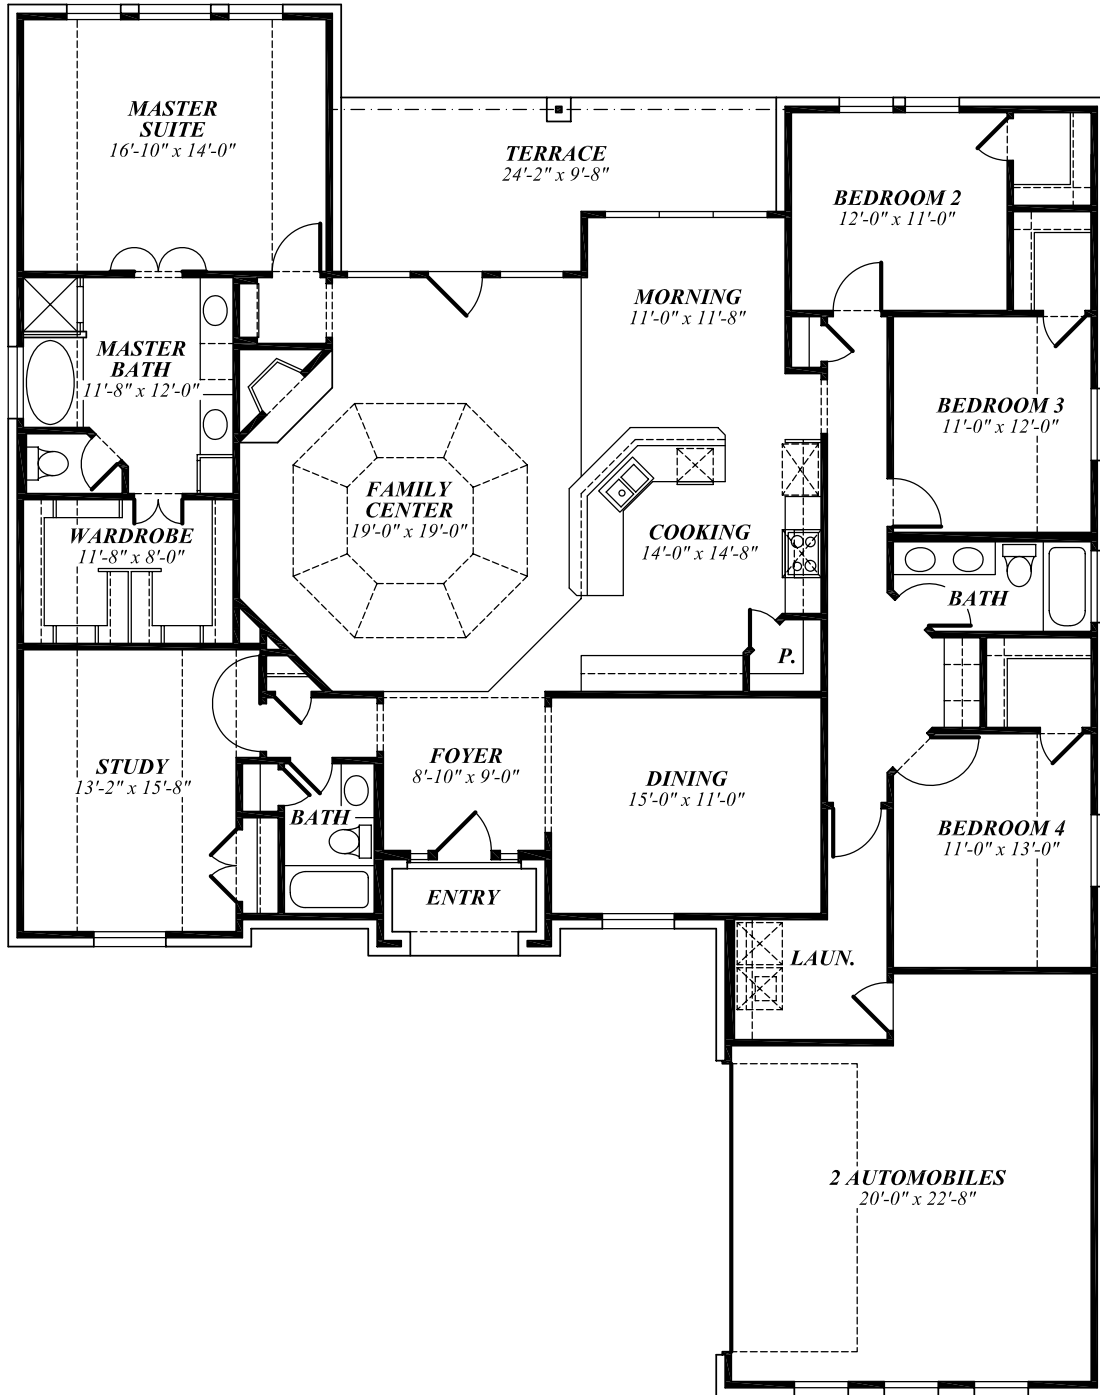 MASTER
SUITE
16'-10" x 14'-0"
TERRACE
24'-2" x 9'-8"
BEDROOM 2
12'-0" x 11'-0"
MORNING
11'-0" x 11'-8"
MASTER
BATH
11'-8" x 12'-0"
BEDROOM 3
11'-0" x 12'-0"
FAMILY
CENTER
19'-0" x 19'-0"
WARDROBE
11'-8" x 8'-0"
COOKING
14'-0" x 14'-8"
BATH
P.
STUDY
13'-2" x 15'-8"
FOYER
8'-10" x 9'-0"
DINING
15'-0" x 11'-0"
BATH
BEDROOM 4
11'-0" x 13'-0"
ENTRY
LAUN.
2 AUTOMOBILES
20'-0" x 22'-8"